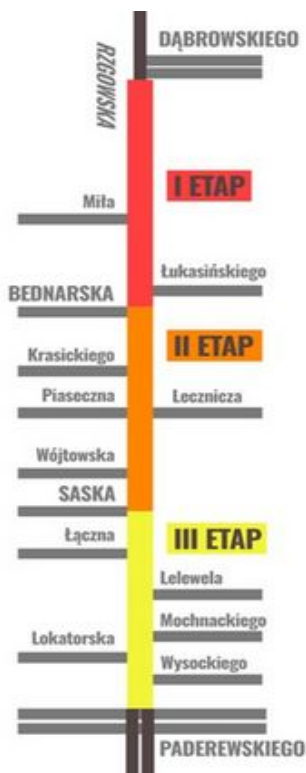 DĄBROWSKIEGO
RZGOWSKA
I ETAP
Miła
Łukasińskiego
BEDNARSKA
II ETAP
Krasickiego
Piaseczna
Lecznicza
Wójtowska
SASKA
Łączna
III ETAP
Lelewela
Mochnackiego
Lokatorska
Wysockiego
PADEREWSKIEGO